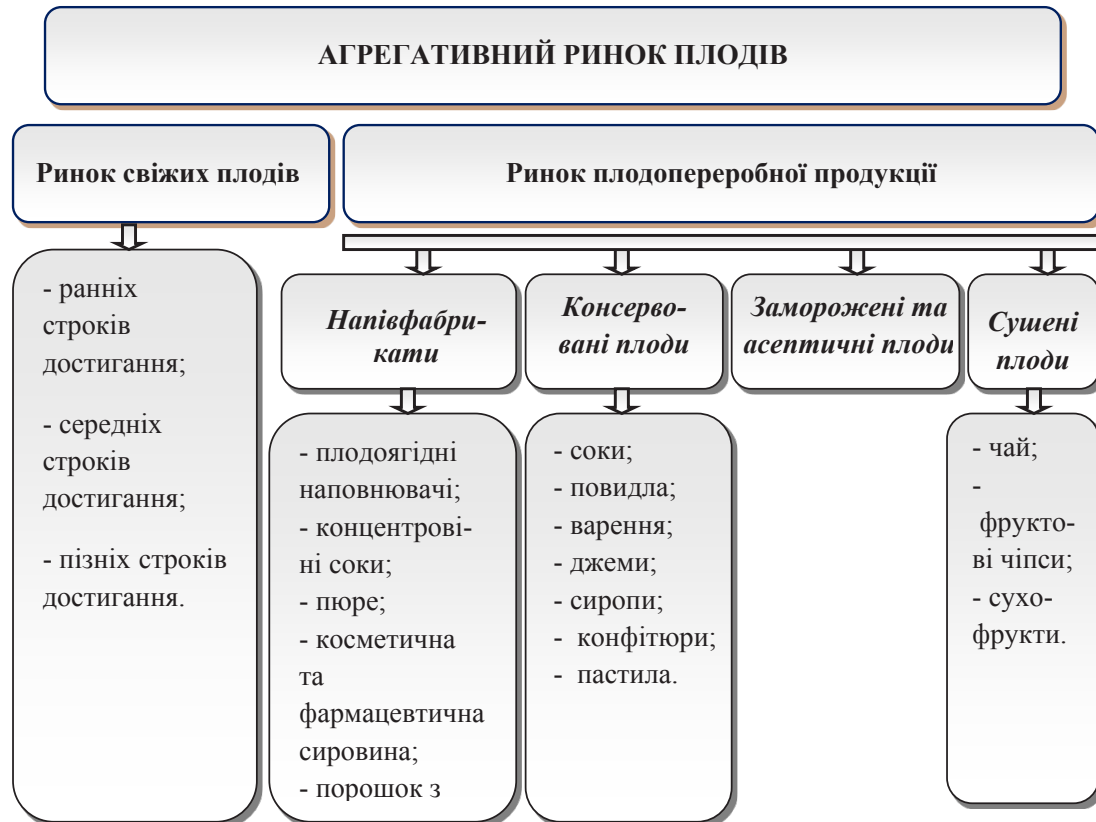 АГРЕГАТИВНИЙ РИНОК ПЛОДІВ
Ринок свіжих плодів
Ринок плодопереробної продукції
- ранніх
строків
достигання;
- середніх
строків
достигання;
- пізніх строків
достигання.
Напівфабри-
кати
Консерво-
вані плоди
Заморожені та
асептичні плоди
Сушені
плоди
- плодоягідні
наповнювачі;
- концентрові-
ні соки;
- пюре;
- косметична
та
фармацевтична
сировина;
- порошок з
- соки;
- повидла;
- варення;
- джеми;
- сиропи;
- конфітюри;
- пастила.
- чай;
-
фрукто-
ві чіпси;
- сухо-
фрукти.